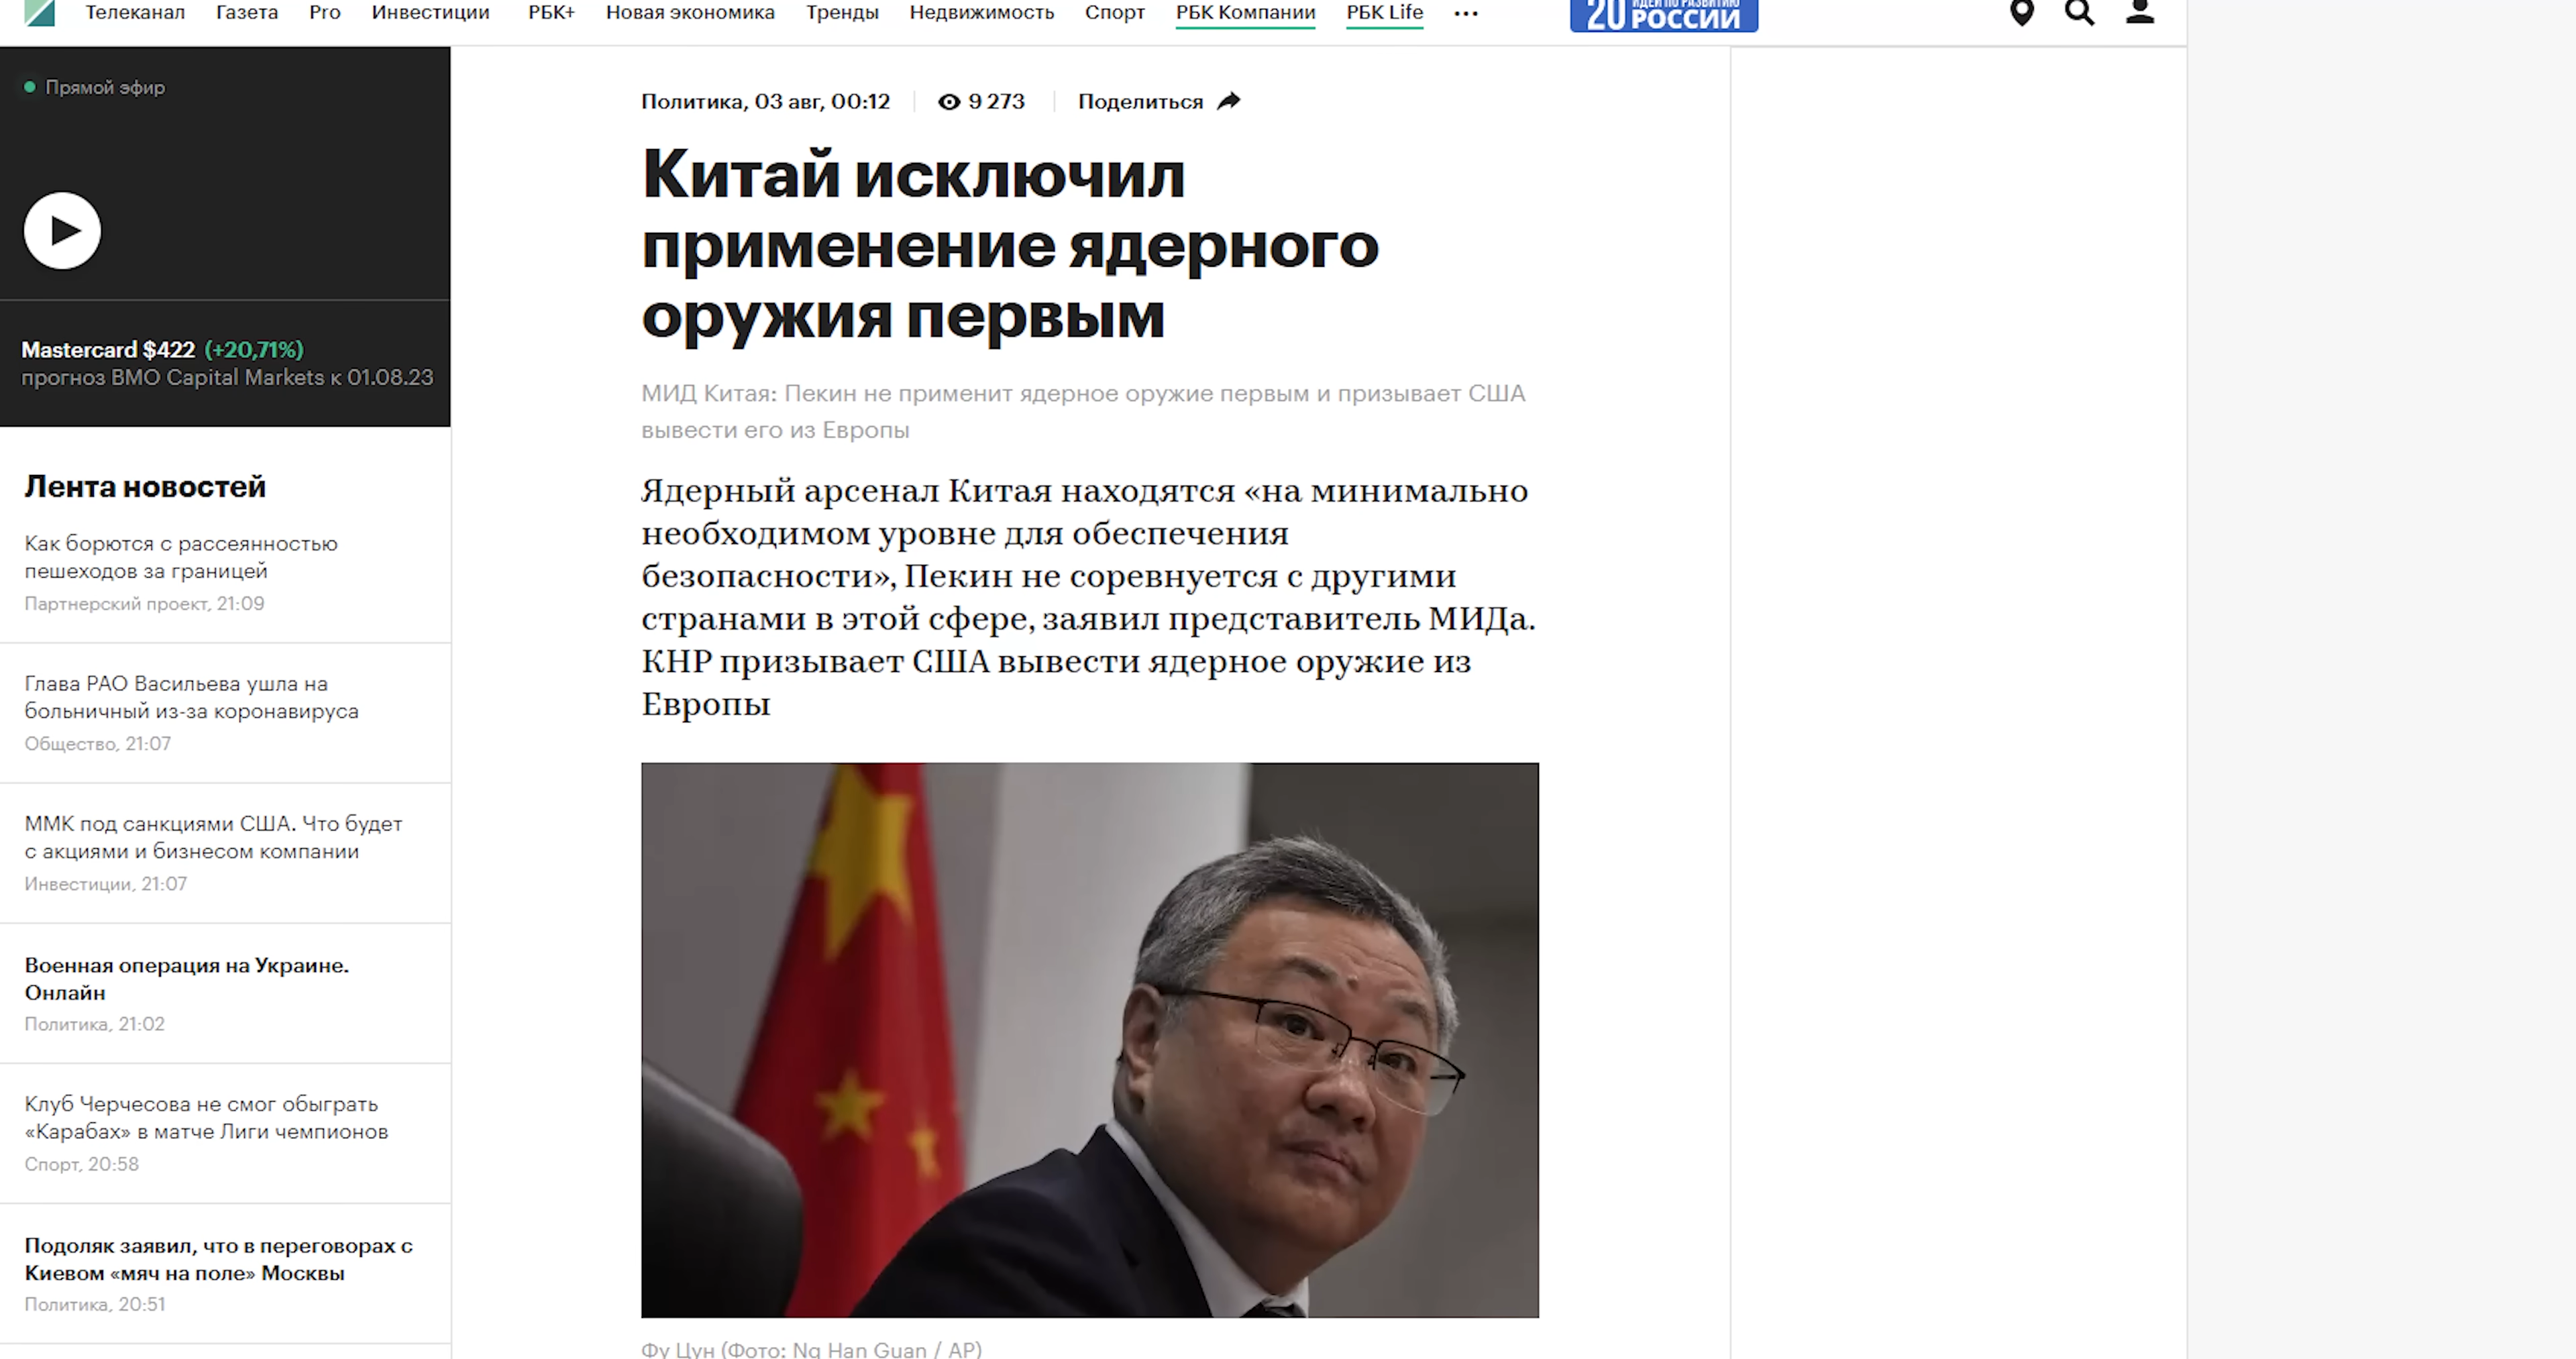 Телеканал Газета Pro Инвестиции РБК+ Новая экономика Тренды Недвижимость Спорт РБК Компании РБК Life
20 ИДЕЙ ПО РАЗВИТИЮ
РОССИИ
Прямой эфир
Mastercard $422 (+20,71%)
прогноз BMO Capital Markets к 01.08.23
Лента новостей
Как борются с рассеянностью
пешеходов за границей
Партнерский проект, 21:09
Глава РАО Васильева ушла на
больничный из-за коронавируса
Общество, 21:07
ММК под санкциями США. Что будет
с акциями и бизнесом компании
Инвестиции, 21:07
Военная операция на Украине.
Онлайн
Политика, 21:02
Клуб Черчесова не смог обыграть
«Карабах» в матче Лиги чемпионов
Спорт, 20:58
Подоляк заявил, что в переговорах с
Киевом «мяч на поле» Москвы
Политика, 20:51
Политика, 03 авг, 00:12 9 273 Поделиться
Китай исключил
применение ядерного
оружия первым
МИД Китая: Пекин не применит ядерное оружие первым и призывает США
вывести его из Европы
Ядерный арсенал Китая находятся «на минимально
необходимом уровне для обеспечения
безопасности», Пекин не соревнуется с другими
странами в этой сфере, заявил представитель МИДа.
КНР призывает США вывести ядерное оружие из
Европы
Фу Цун (Фото: Ng Han Guan / AP)